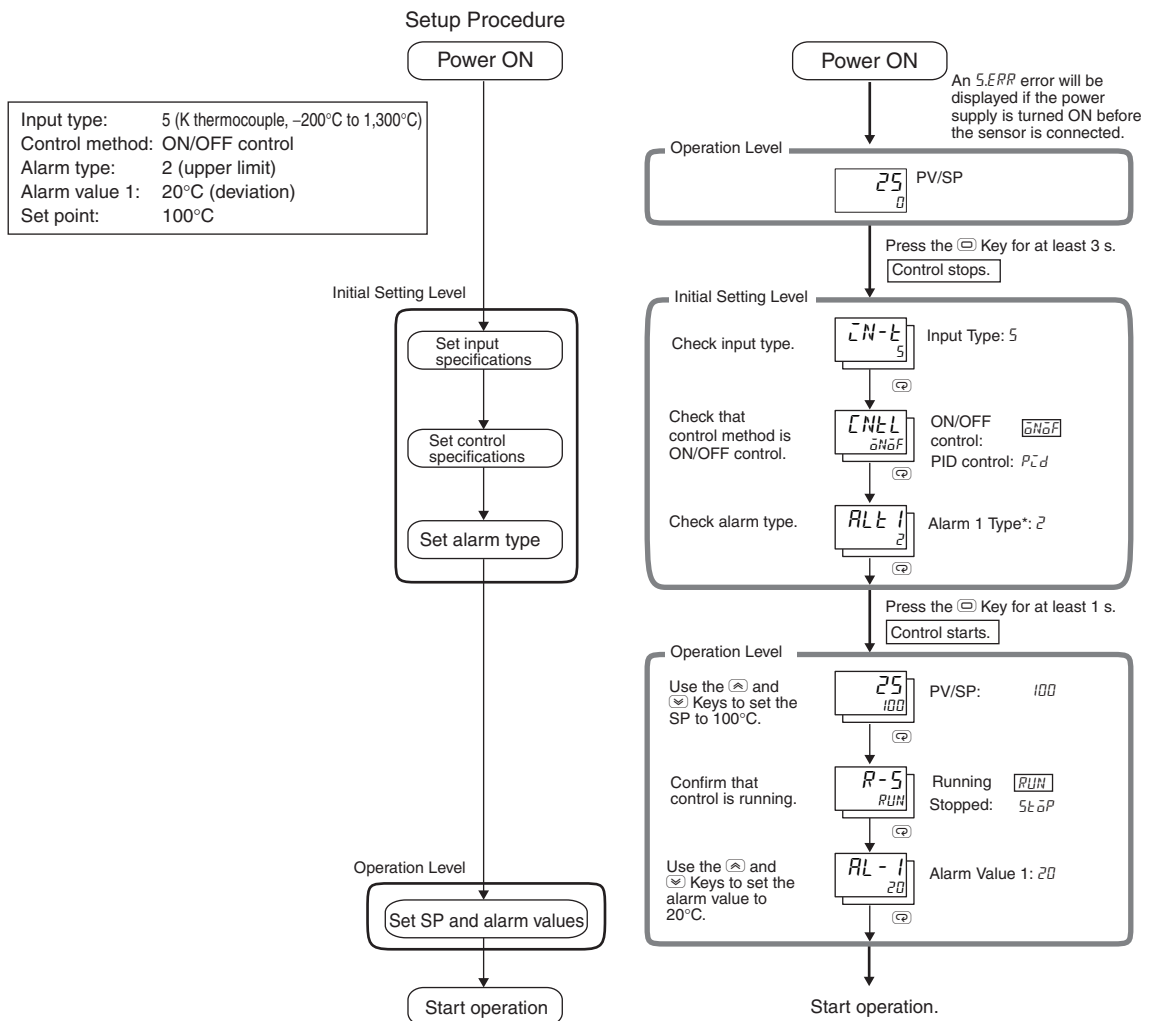 Setup Procedure
Power ON
Input type: 5 (K thermocouple, −200°C to 1,300°C)
Control method: ON/OFF control
Alarm type: 2 (upper limit)
Alarm value 1: 20°C (deviation)
Set point: 100°C
Initial Setting Level
Set input
specifications
Set control
specifications
Set alarm type
Operation Level
Set SP and alarm values
Start operation
Power ON
An S.ERR error will be
displayed if the power
supply is turned ON before
the sensor is connected.
Operation Level
25
0
PV/SP
Press the Key for at least 3 s.
Control stops.
Initial Setting Level
Check input type.
IN-t
5
Input Type: 5
Check that
control method is
ON/OFF control.
CNtL
oNoF
ON/OFF
control: oNoF
PID control: Pid
Check alarm type.
ALt1
2
Alarm 1 Type*: 2
Press the Key for at least 1 s.
Control starts.
Operation Level
Use the and
Keys to set the
SP to 100°C.
25
100
PV/SP: 100
Confirm that
control is running.
R-S
RUN
Running RUN
Stopped: StoP
Use the and
Keys to set the
alarm value to
20°C.
AL-1
20
Alarm Value 1: 20
Start operation.